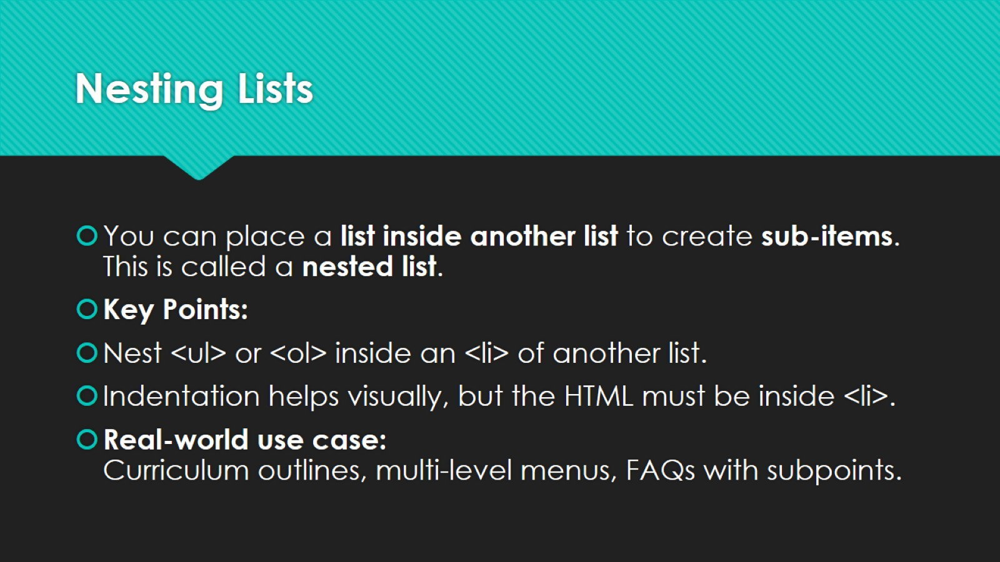 Nesting Lists
You can place a list inside another list to create sub-items.
This is called a nested list.
Key Points:
Nest <ul> or <ol> inside an <li> of another list.
Indentation helps visually, but the HTML must be inside <li>.
Real-world use case:
Curriculum outlines, multi-level menus, FAQs with subpoints.